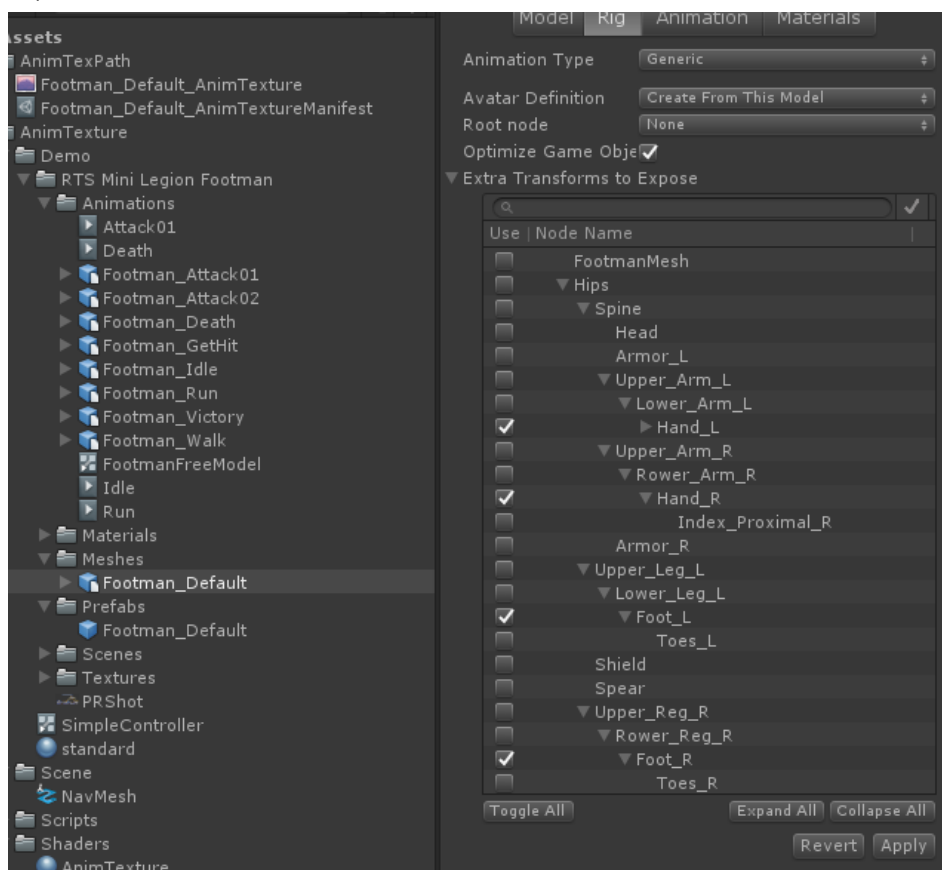 Assets
AnimTexPath
Footman_Default_AnimTexture
Footman_Default_AnimTextureManifest
AnimTexture
Demo
RTS Mini Legion Footman
Animations
Attack01
Death
Footman_Attack01
Footman_Attack02
Footman_Death
Footman_GetHit
Footman_Idle
Footman_Run
Footman_Victory
Footman_Walk
FootmanFreeModel
Idle
Run
Materials
Meshes
Footman_Default
Prefabs
Footman_Default
Scenes
Textures
PRShot
SimpleController
standard
Scene
NavMesh
Scripts
Shaders
AnimTexture
Model Rig Animation Materials
Animation Type Generic
Avatar Definition Create From This Model
Root node None
Optimize Game Obje
Extra Transforms to Expose
Use | Node Name
FootmanMesh
Hips
Spine
Head
Armor_L
Upper_Arm_L
Lower_Arm_L
Hand_L
Upper_Arm_R
Rower_Arm_R
Hand_R
Index_Proximal_R
Armor_R
Upper_Leg_L
Lower_Leg_L
Foot_L
Toes_L
Shield
Spear
Upper_Reg_R
Rower_Reg_R
Foot_R
Toes_R
Toggle All Expand All Collapse All
Revert Apply